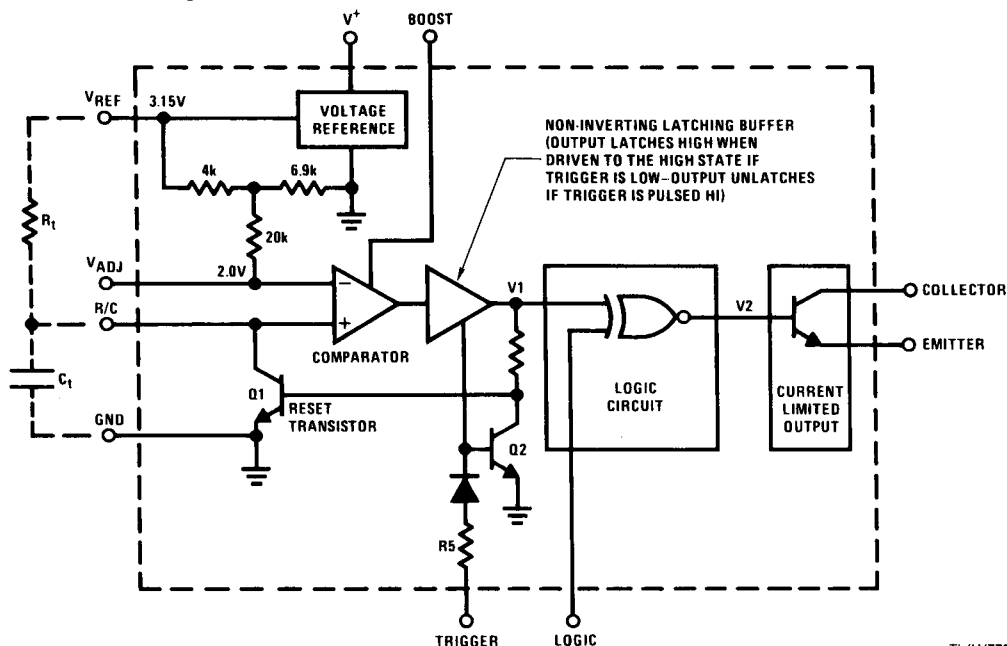 V+
BOOST
VREF
3.15V
VOLTAGE
REFERENCE
NON-INVERTING LATCHING BUFFER
(OUTPUT LATCHES HIGH WHEN
DRIVEN TO THE HIGH STATE IF
TRIGGER IS LOW–OUTPUT UNLATCHES
IF TRIGGER IS PULSED HI)
4k
6.9k
Rt
20k
VADJ
2.0V
R/C
–
+
COMPARATOR
V1
V2
COLLECTOR
EMITTER
Ct
Q1
RESET
TRANSISTOR
LOGIC
CIRCUIT
CURRENT
LIMITED
OUTPUT
GND
Q2
R5
TRIGGER
LOGIC